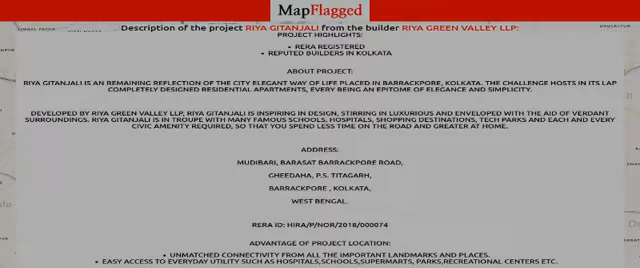 MapFlagged
Description of the project RIYA GITANJALI from the builder RIYA GREEN VALLEY LLP:
PROJECT HIGHLIGHTS:
• RERA REGISTERED
• REPUTED BUILDERS IN KOLKATA
ABOUT PROJECT:
RIYA GITANJALI IS AN REMAINING REFLECTION OF THE CITY ELEGANT WAY OF LIFE PLACED IN BARRACKPORE, KOLKATA. THE CHALLENGE HOSTS IN ITS LAP
COMPLETELY DESIGNED RESIDENTIAL APARTMENTS, EVERY BEING AN EPITOME OF ELEGANCE AND SIMPLICITY.
DEVELOPED BY RIYA GREEN VALLEY LLP, RIYA GITANJALI IS INSPIRING IN DESIGN, STIRRING IN LUXURIOUS AND ENVELOPED WITH THE AID OF VERDANT
SURROUNDINGS. RIYA GITANJALI IS IN TROUPE WITH MANY FAMOUS SCHOOLS, HOSPITALS, SHOPPING DESTINATIONS, TECH PARKS AND EACH AND EVERY
CIVIC AMENITY REQUIRED, SO THAT YOU SPEND LESS TIME ON THE ROAD AND GREATER AT HOME.
ADDRESS:
MUDIBARI, BARASAT BARRACKPORE ROAD,
GHEEDAHA, P.S. TITAGARH,
BARRACKPORE , KOLKATA,
WEST BENGAL.
RERA ID: HIRA/P/NOR/2018/000074
ADVANTAGE OF PROJECT LOCATION:
• UNMATCHED CONNECTIVITY FROM ALL THE IMPORTANT LANDMARKS AND PLACES.
• EASY ACCESS TO EVERYDAY UTILITY SUCH AS HOSPITALS,SCHOOLS,SUPERMARTS, PARKS,RECREATIONAL CENTERS ETC.